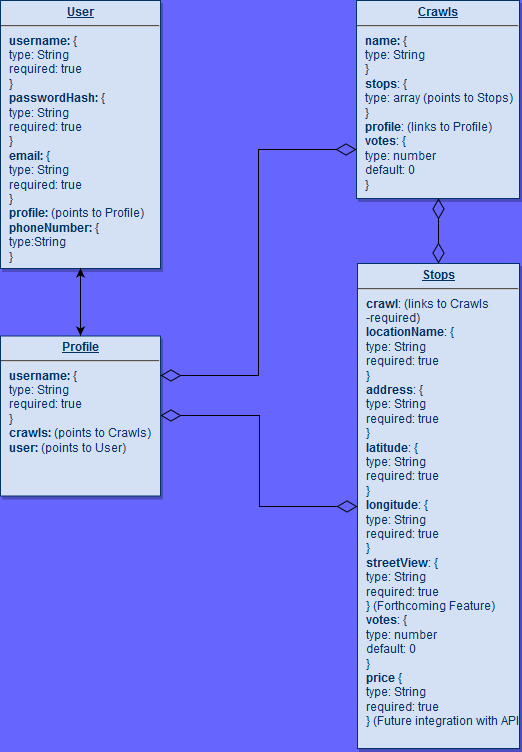 User
username: {
type: String
required: true
}
passwordHash: {
type: String
required: true
}
email: {
type: String
required: true
}
profile: (points to Profile)
phoneNumber: {
type:String
}
Profile
username: {
type: String
required: true
}
crawls: (points to Crawls)
user: (points to User)
Crawls
name: {
type: String
}
stops: {
type: array (points to Stops)
}
profile: (links to Profile)
votes: {
type: number
default: 0
}
Stops
crawl: (links to Crawls
-required)
locationName: {
type: String
required: true
}
address: {
type: String
required: true
}
latitude: {
type: String
required: true
}
longitude: {
type: String
required: true
}
streetView: {
type: String
required: true
} (Forthcoming Feature)
votes: {
type: number
default: 0
}
price {
type: String
required: true
} (Future integration with API